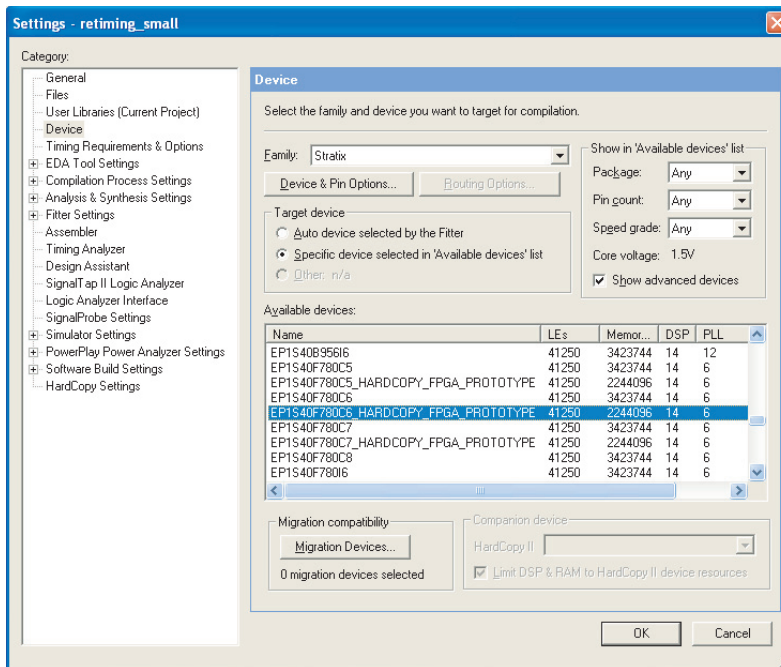 Settings - retiming_small
Category:
General
Files
User Libraries (Current Project)
Device
Timing Requirements & Options
EDA Tool Settings
Compilation Process Settings
Analysis & Synthesis Settings
Fitter Settings
Assembler
Timing Analyzer
Design Assistant
SignalTap II Logic Analyzer
Logic Analyzer Interface
SignalProbe Settings
Simulator Settings
PowerPlay Power Analyzer Settings
Software Build Settings
HardCopy Settings
Device
Select the family and device you want to target for compilation.
Family: Stratix
Device & Pin Options... Routing Options...
Target device
Auto device selected by the Fitter
Specific device selected in 'Available devices' list
Other: n/a
Show in 'Available devices' list
Package: Any
Pin count: Any
Speed grade: Any
Core voltage: 1.5V
Show advanced devices
Available devices:
Name LEs Memor... DSP PLL
EP1S40B956I6 41250 3423744 14 12
EP1S40F780C5 41250 3423744 14 6
EP1S40F780C5_HARDCOPY_FPGA_PROTOTYPE 41250 2244096 14 6
EP1S40F780C6 41250 3423744 14 6
EP1S40F780C6_HARDCOPY_FPGA_PROTOTYPE 41250 2244096 14 6
EP1S40F780C7 41250 3423744 14 6
EP1S40F780C7_HARDCOPY_FPGA_PROTOTYPE 41250 2244096 14 6
EP1S40F780C8 41250 3423744 14 6
EP1S40F780I6 41250 3423744 14 6
Migration compatibility
Migration Devices...
0 migration devices selected
Companion device
HardCopy II
Limit DSP & RAM to HardCopy II device resources
OK Cancel